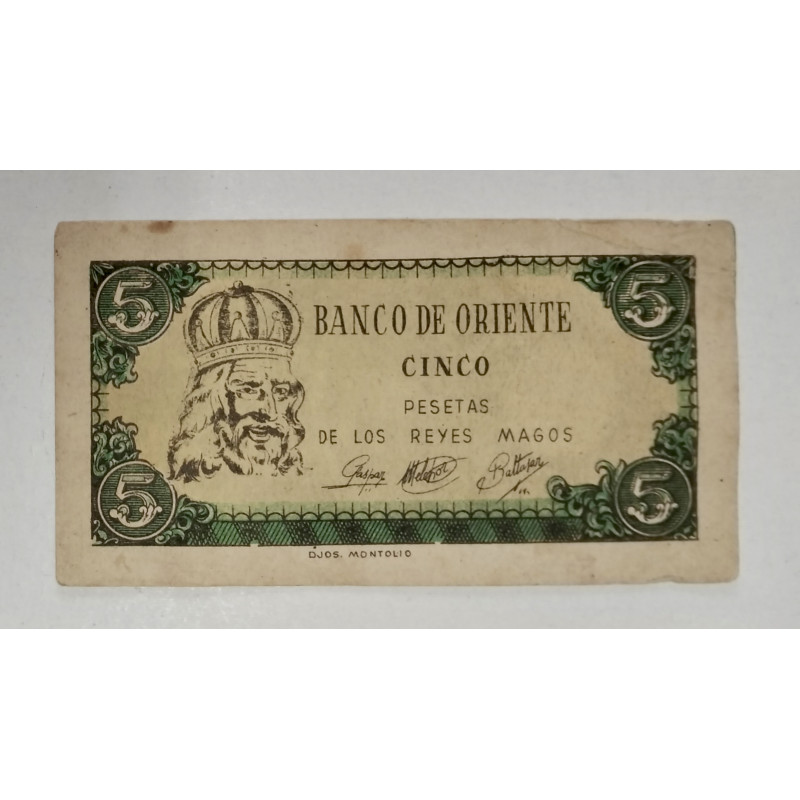 5 5
BANCO DE ORIENTE
CINCO
PESETAS
DE LOS REYES MAGOS
Gaspar Melchor Baltasar
5 5
DJOS. MONTOLIO